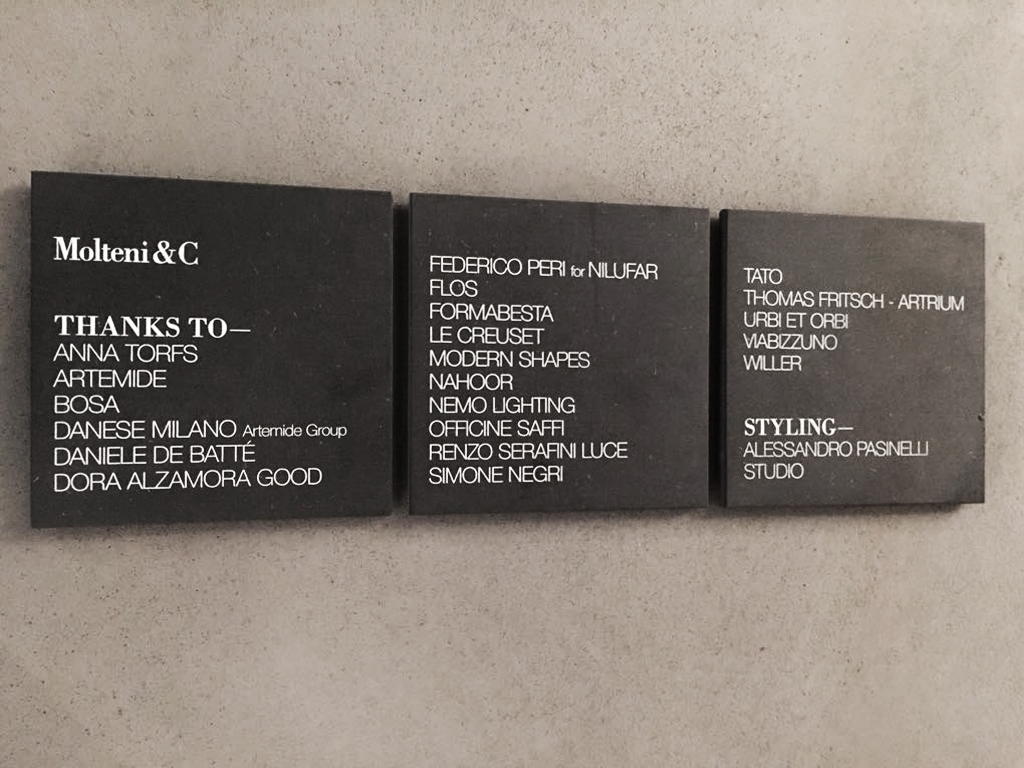 Molteni&C
THANKS TO—
ANNA TORFS
ARTEMIDE
BOSA
DANESE MILANO Artemide Group
DANIELE DE BATTÉ
DORA ALZAMORA GOOD
FEDERICO PERI for NILUFAR
FLOS
FORMABESTA
LE CREUSET
MODERN SHAPES
NAHOOR
NEMO LIGHTING
OFFICINE SAFFI
RENZO SERAFINI LUCE
SIMONE NEGRI
TATO
THOMAS FRITSCH - ARTRIUM
URBI ET ORBI
VIABIZZUNO
WILLER
STYLING—
ALESSANDRO PASINELLI
STUDIO